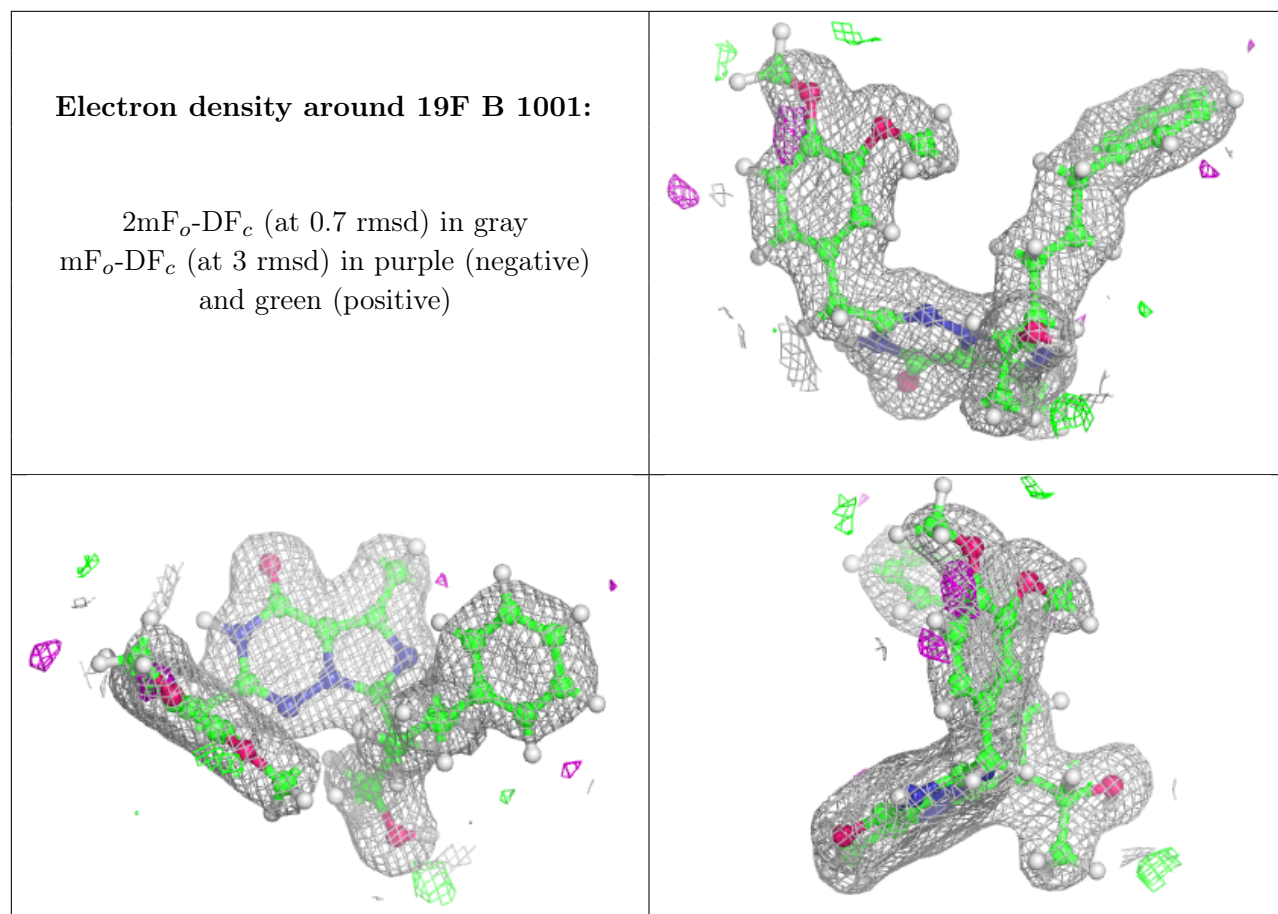 Electron density around 19F B 1001:
2mFo-DFc (at 0.7 rmsd) in gray
mFo-DFc (at 3 rmsd) in purple (negative)
and green (positive)